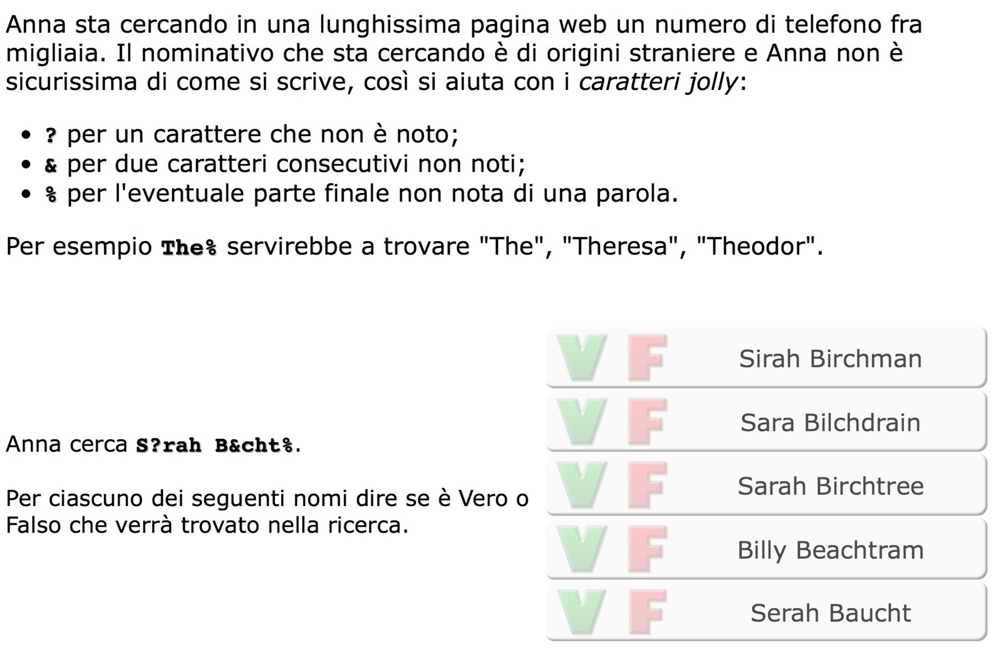 Anna sta cercando in una lunghissima pagina web un numero di telefono fra
migliaia. Il nominativo che sta cercando è di origini straniere e Anna non è
sicurissima di come si scrive, così si aiuta con i caratteri jolly:
• ? per un carattere che non è noto;
• & per due caratteri consecutivi non noti;
• % per l'eventuale parte finale non nota di una parola.
Per esempio The% servirebbe a trovare "The", "Theresa", "Theodor".
Anna cerca S?rah B&cht%.
Per ciascuno dei seguenti nomi dire se è Vero o
Falso che verrà trovato nella ricerca.
V F Sirah Birchman
V F Sara Bilchdrain
V F Sarah Birchtree
V F Billy Beachtram
V F Serah Baucht